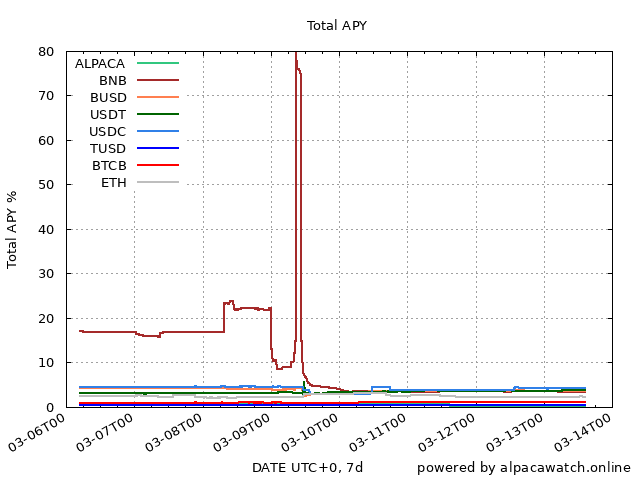 Total APY
Total APY %
80
70
60
50
40
30
20
10
0
ALPACA
BNB
BUSD
USDT
USDC
TUSD
BTCB
ETH
03-06T00
03-07T00
03-08T00
03-09T00
03-10T00
03-11T00
03-12T00
03-13T00
03-14T00
DATE UTC+0, 7d
powered by alpacawatch.online